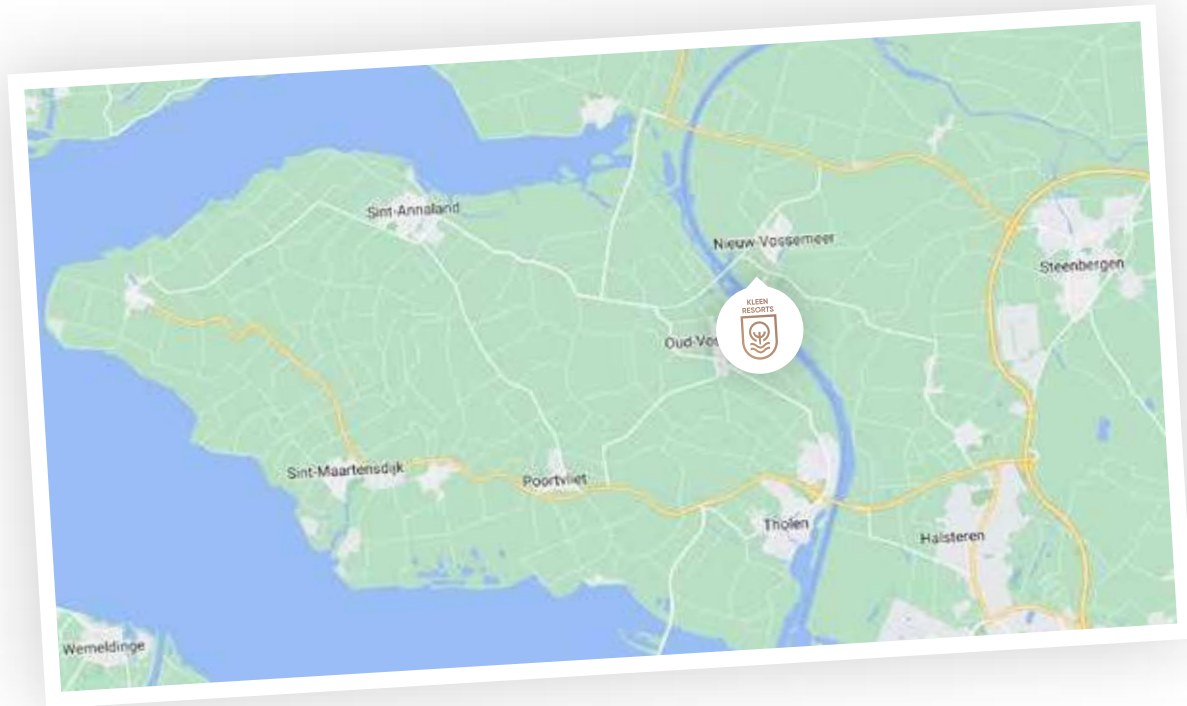 Sint-Annaland
Nieuw-Vossemeer
Steenbergen
KLEEN
RESORTS
Oud-Vos
Sint-Maartensdijk
Poortvliet
Tholen
Halsteren
Wemeldinge